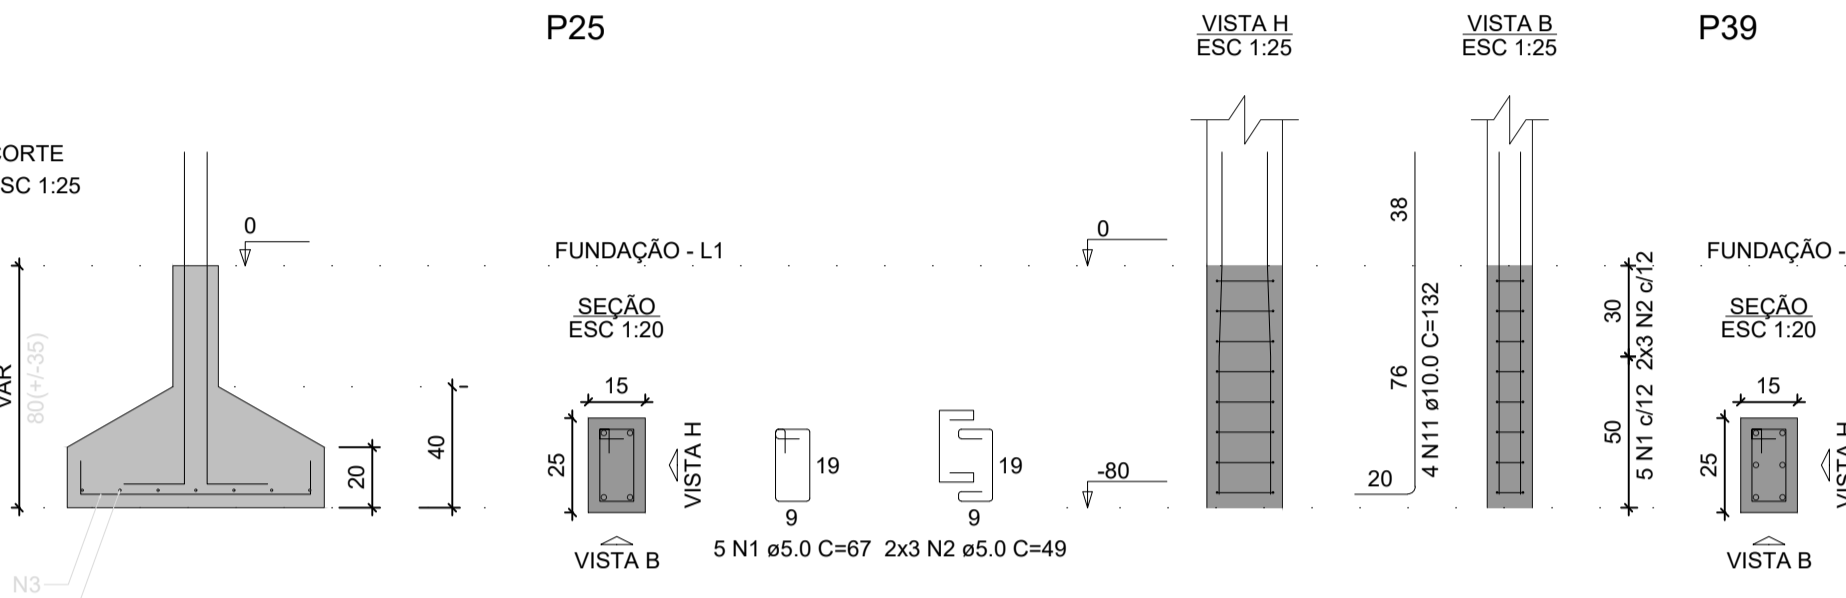 P25
VISTA H
ESC 1:25
VISTA B
ESC 1:25
P39
CORTE
ESC 1:25
0
VAR
80(+/-35)
20
40
N3
FUNDAÇÃO - L1
SEÇÃO
ESC 1:20
15
25
VISTA H
VISTA B
19
9
5 N1 ø5.0 C=67
19
9
2x3 N2 ø5.0 C=49
0
-80
38
76
20
4 N11 ø10.0 C=132
30
50
5 N1 c/12 2x3 N2 c/12
FUNDAÇÃO -
SEÇÃO
ESC 1:20
15
25
VISTA H
VISTA B